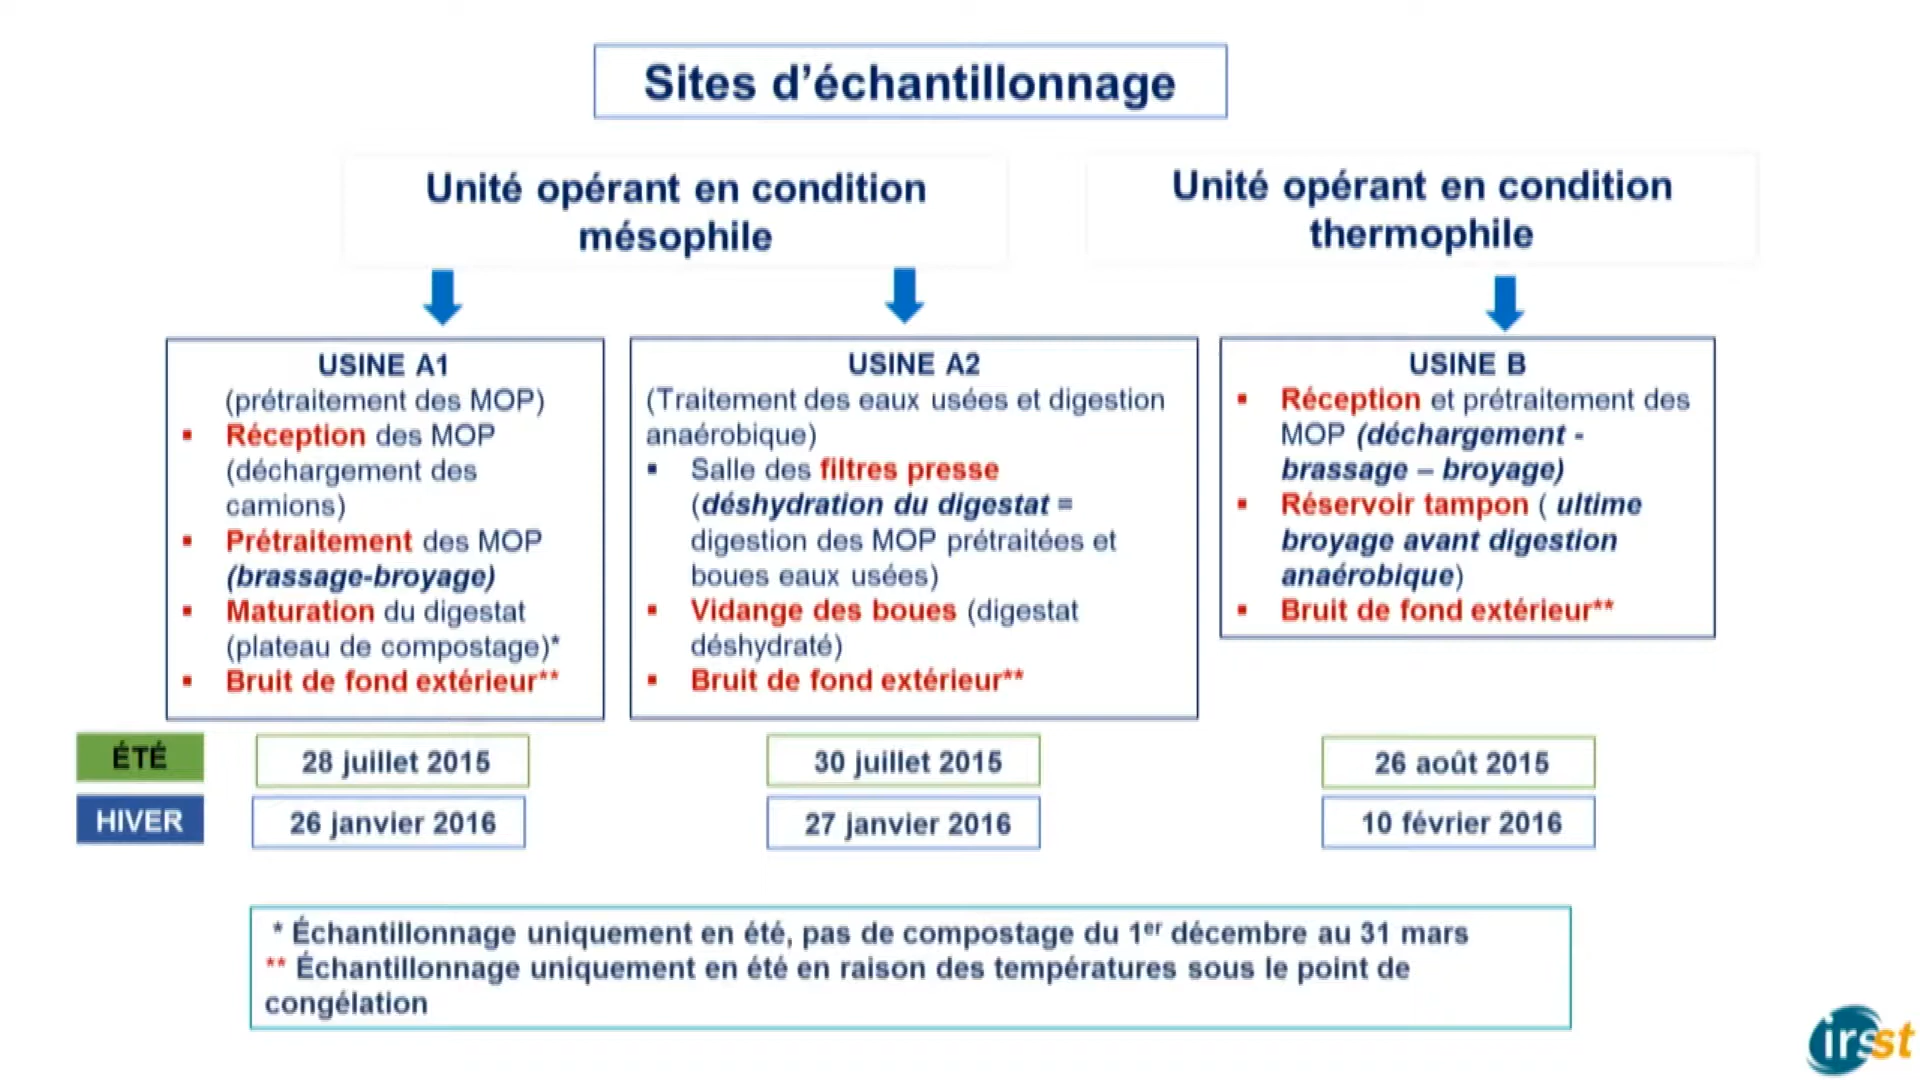 Sites d'échantillonnage
Unité opérant en condition
mésophile
Unité opérant en condition
thermophile
USINE A1
(prétraitement des MOP)
▪ Réception des MOP
(déchargement des
camions)
▪ Prétraitement des MOP
(brassage-broyage)
▪ Maturation du digestat
(plateau de compostage)*
▪ Bruit de fond extérieur**
USINE A2
(Traitement des eaux usées et digestion
anaérobique)
▪ Salle des filtres presse
(déshydration du digestat =
digestion des MOP prétraitées et
boues eaux usées)
▪ Vidange des boues (digestat
déshydraté)
▪ Bruit de fond extérieur**
USINE B
▪ Réception et prétraitement des
MOP (déchargement -
brassage – broyage)
▪ Réservoir tampon ( ultime
broyage avant digestion
anaérobique)
▪ Bruit de fond extérieur**
ÉTÉ
28 juillet 2015
30 juillet 2015
26 août 2015
HIVER
26 janvier 2016
27 janvier 2016
10 février 2016
* Échantillonnage uniquement en été, pas de compostage du 1er décembre au 31 mars
** Échantillonnage uniquement en été en raison des températures sous le point de
congélation
irsst